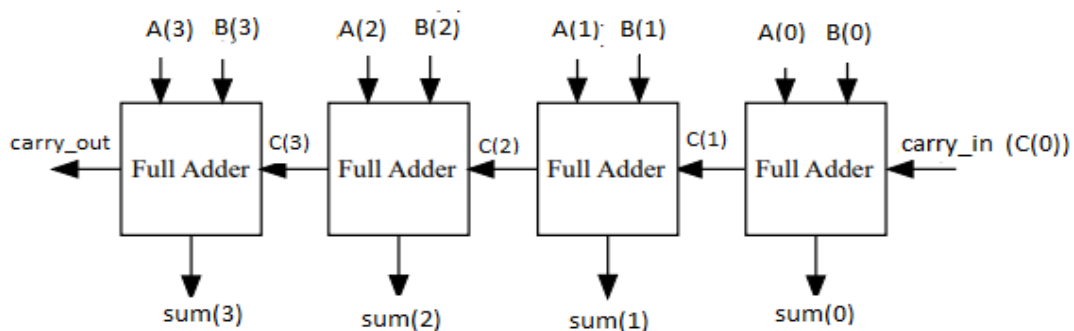 A(3) B(3) A(2) B(2) A(1) B(1) A(0) B(0)
carry_out C(3) C(2) C(1) carry_in (C(0))
Full Adder Full Adder Full Adder Full Adder
sum(3) sum(2) sum(1) sum(0)